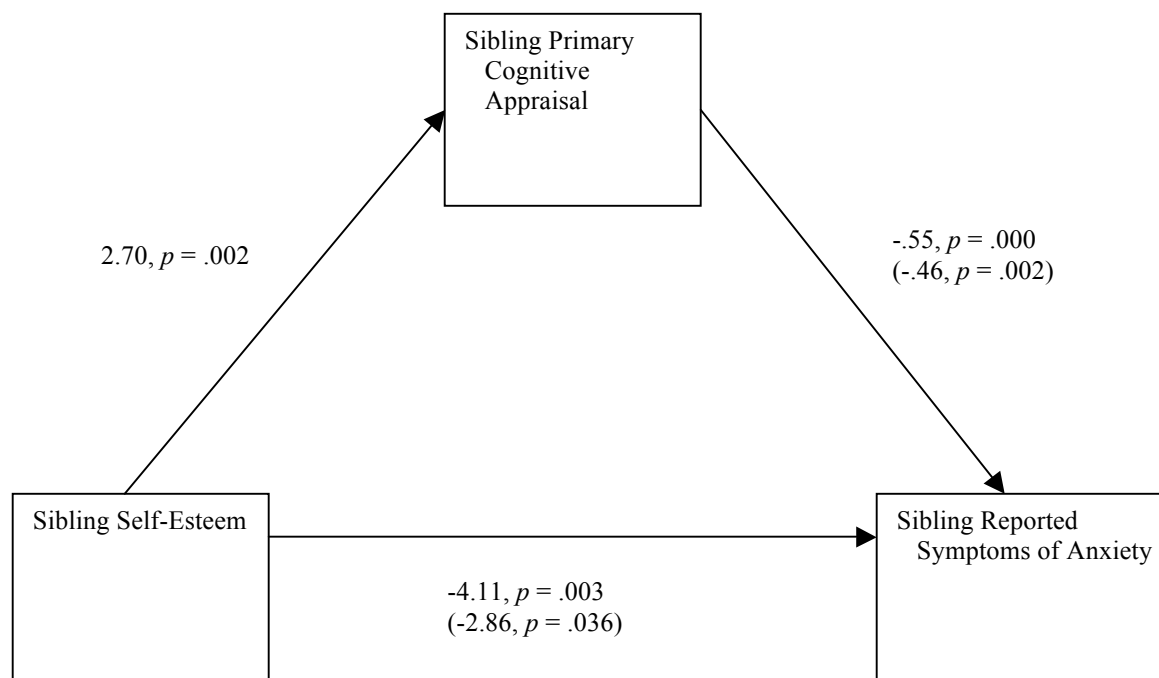 Sibling Primary
Cognitive
Appraisal
2.70, p = .002
-.55, p = .000
(-.46, p = .002)
Sibling Self-Esteem
Sibling Reported
Symptoms of Anxiety
-4.11, p = .003
(-2.86, p = .036)